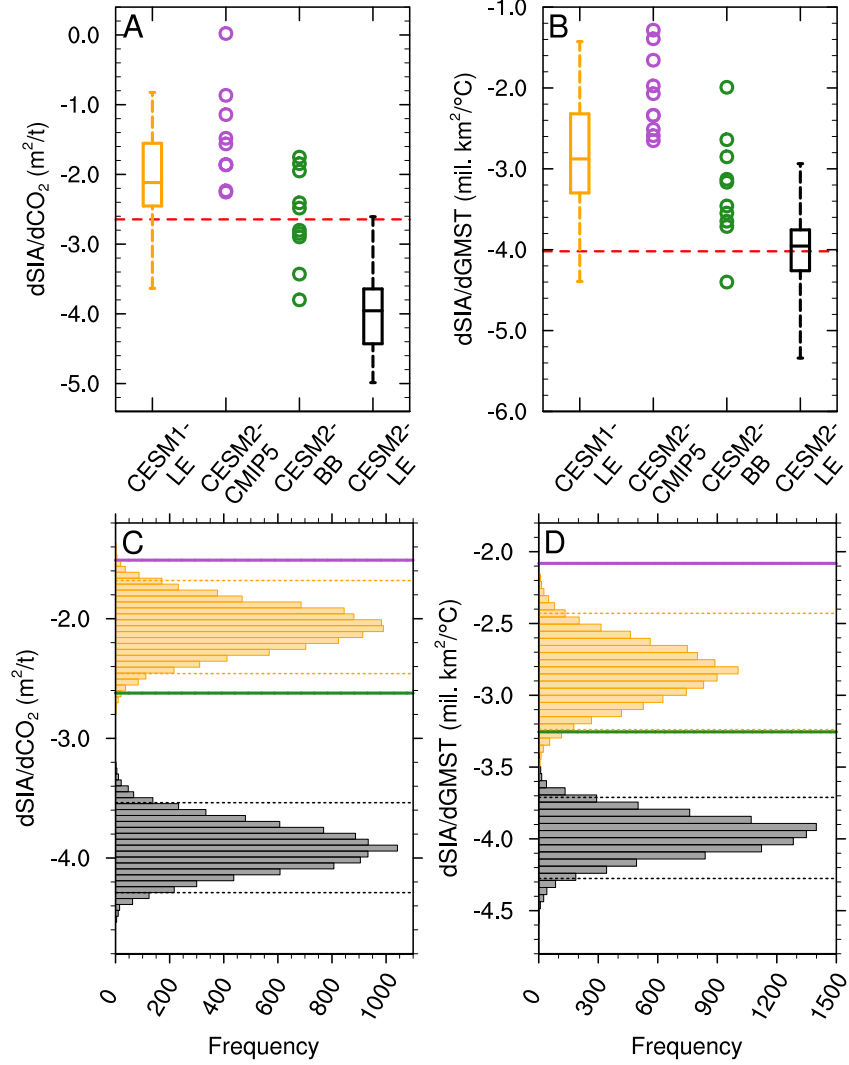 A
dSIA/dCO₂ (m²/t)
0.0
-1.0
-2.0
-3.0
-4.0
-5.0
CESM1-
LE
CESM2-
CMIP5
CESM2-
BB
CESM2-
LE
B
dSIA/dGMST (mil. km²/°C)
-1.0
-2.0
-3.0
-4.0
-5.0
-6.0
CESM1-
LE
CESM2-
CMIP5
CESM2-
BB
CESM2-
LE
C
dSIA/dCO₂ (m²/t)
-2.0
-3.0
-4.0
0
200
400
600
800
1000
Frequency
D
dSIA/dGMST (mil. km²/°C)
-2.0
-2.5
-3.0
-3.5
-4.0
-4.5
0
300
600
900
1200
1500
Frequency